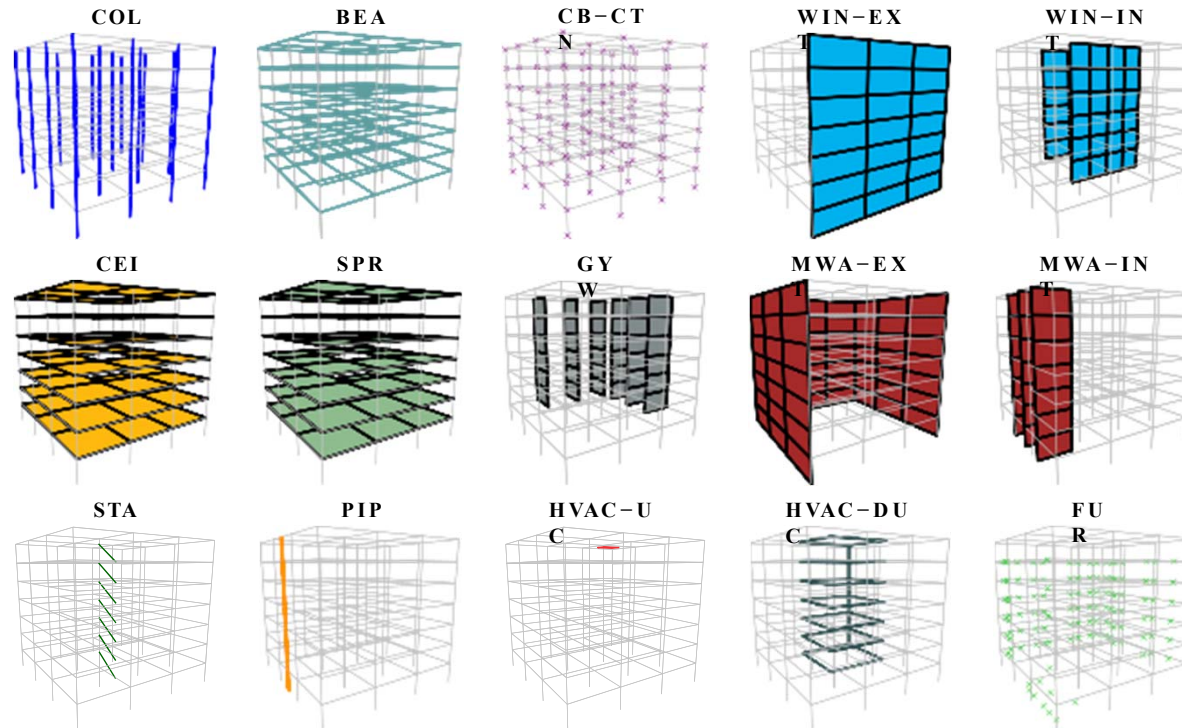 COL BEA CB-CT WIN-EX WIN-IN
N T T
CEI SPR GY MWA-EX MWA-IN
W T T
STA PIP HVAC-U HVAC-DU FU
C C R